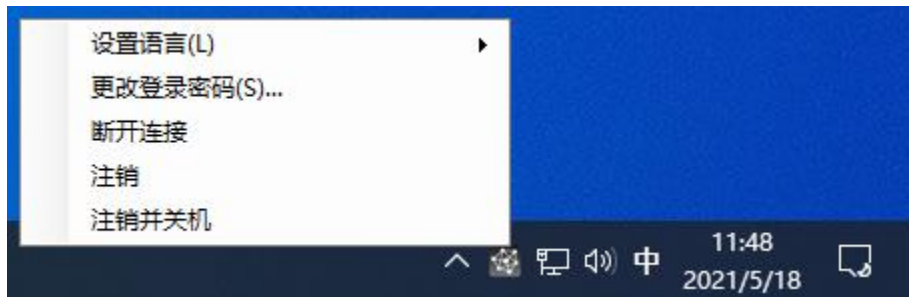 设置语言(L)
更改登录密码(S)...
断开连接
注销
注销并关机
中
11:48
2021/5/18